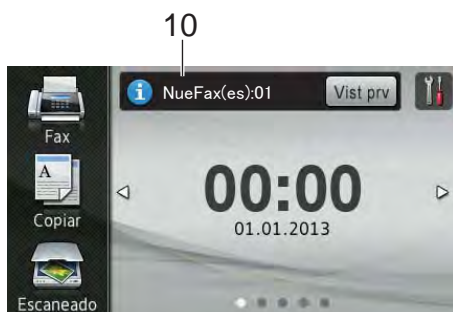 10
NueFax(es):01
Vist prv
Fax
A
Copiar
00:00
01.01.2013
Escaneado